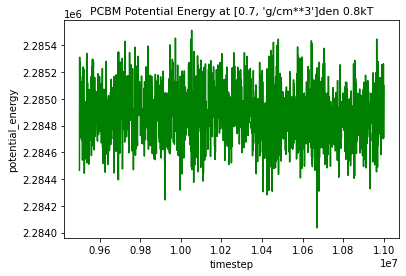 PCBM Potential Energy at [0.7, 'g/cm**3']den 0.8kT
1e6
2.2854
2.2852
2.2850
2.2848
2.2846
2.2844
2.2842
2.2840
potential_energy
0.96 0.98 1.00 1.02 1.04 1.06 1.08 1.10
1e7
timestep